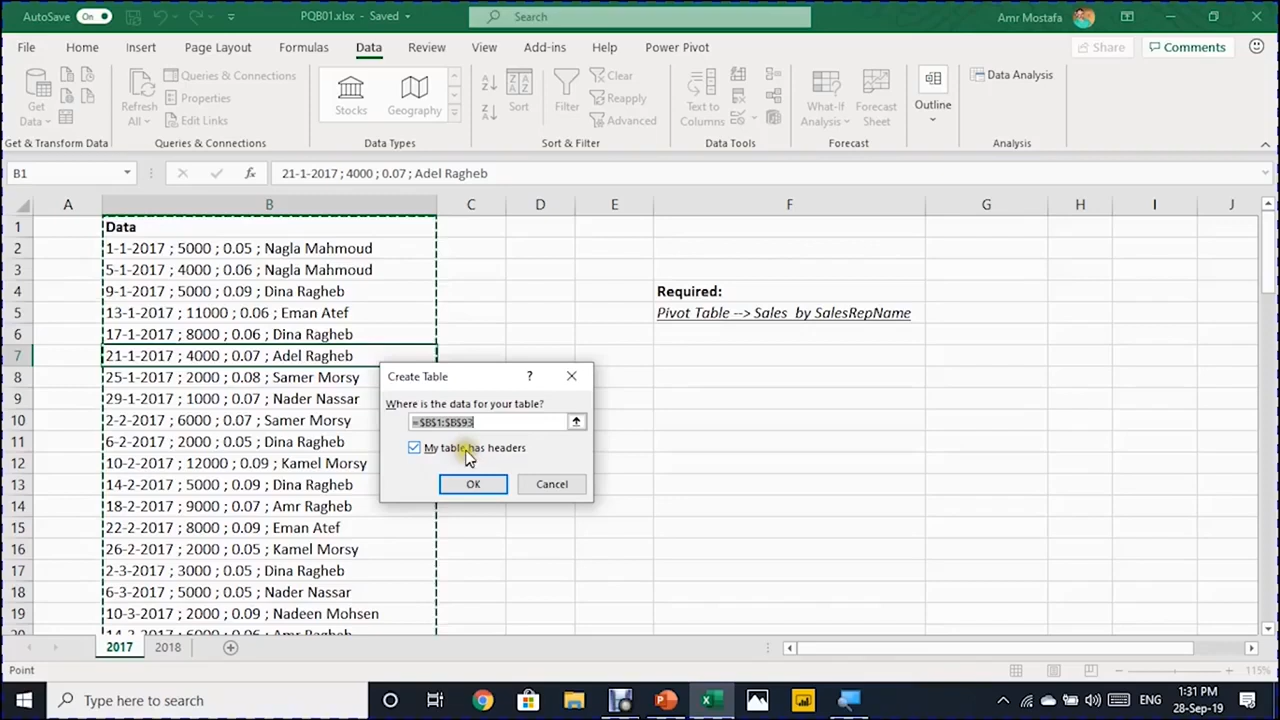 AutoSave On PQB01.xlsx - Saved Search Amr Mostafa
File Home Insert Page Layout Formulas Data Review View Add-ins Help Power Pivot Share Comments
Get Data Refresh All Queries & Connections Properties Edit Links Stocks Geography Sort Filter Clear Reapply Advanced Text to Columns What-If Analysis Forecast Sheet Outline Data Analysis
Get & Transform Data Queries & Connections Data Types Sort & Filter Data Tools Forecast Analysis
B1 fx 21-1-2017 ; 4000 ; 0.07 ; Adel Ragheb
A B C D E F G H I J
1 Data
2 1-1-2017 ; 5000 ; 0.05 ; Nagla Mahmoud
3 5-1-2017 ; 4000 ; 0.06 ; Nagla Mahmoud
4 9-1-2017 ; 5000 ; 0.09 ; Dina Ragheb Required:
5 13-1-2017 ; 11000 ; 0.06 ; Eman Atef Pivot Table --> Sales by SalesRepName
6 17-1-2017 ; 8000 ; 0.06 ; Dina Ragheb
7 21-1-2017 ; 4000 ; 0.07 ; Adel Ragheb
8 25-1-2017 ; 2000 ; 0.08 ; Samer Morsy
9 29-1-2017 ; 1000 ; 0.07 ; Nader Nassar
10 2-2-2017 ; 6000 ; 0.07 ; Samer Morsy
11 6-2-2017 ; 2000 ; 0.05 ; Dina Ragheb
12 10-2-2017 ; 12000 ; 0.09 ; Kamel Morsy
13 14-2-2017 ; 5000 ; 0.09 ; Dina Ragheb
14 18-2-2017 ; 9000 ; 0.07 ; Amr Ragheb
15 22-2-2017 ; 8000 ; 0.09 ; Eman Atef
16 26-2-2017 ; 2000 ; 0.05 ; Kamel Morsy
17 2-3-2017 ; 3000 ; 0.05 ; Dina Ragheb
18 6-3-2017 ; 5000 ; 0.05 ; Nader Nassar
19 10-3-2017 ; 2000 ; 0.09 ; Nadeen Mohsen
20 14-3-2017 ; 6000 ; 0.06 ; Amr Ragheb
Create Table ?
Where is the data for your table?
=$B$1:$B$93
My table has headers
OK Cancel
2017 2018
Point 115%
Type here to search ENG 1:31 PM
28-Sep-19